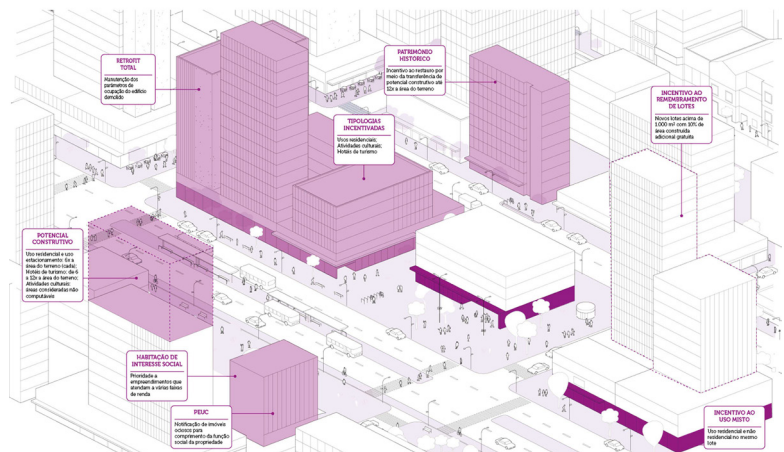 RETROFIT
TOTAL
Manutenção dos
parâmetros de
ocupação do edifício
demolido
PATRIMÔNIO
HISTÓRICO
Incentivo ao restauro por
meio da transferência de
potencial construtivo até
12x a área do terreno
INCENTIVO AO
REMEMBRAMENTO
DE LOTES
Novos lotes acima de
1.000 m² com 10% de
área construída
adicional gratuita
TIPOLOGIAS
INCENTIVADAS
Usos residenciais;
Atividades culturais;
Hotéis de turismo
POTENCIAL
CONSTRUTIVO
Uso residencial e uso
estacionamento: 6x a
área do terreno (cada);
Hotéis de turismo: de 6
x 12x a área do terreno;
Atividades culturais:
áreas consideradas não
computáveis
HABITAÇÃO DE
INTERESSE SOCIAL
Prioridade a
empreendimentos que
atendam a várias faixas
de renda
PEUC
Notificação de imóveis
ociosos para
comprimento da função
social da propriedade
INCENTIVO AO
USO MISTO
Uso residencial e não
residencial no mesmo
lote